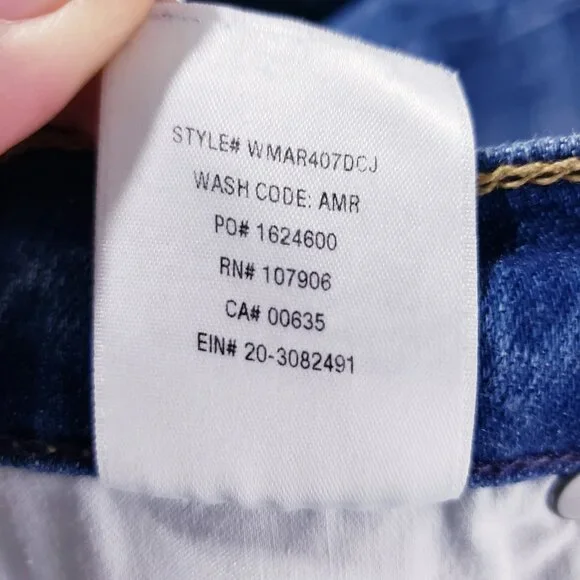 STYLE# WMAR407DCJ
WASH CODE: AMR
PO# 1624600
RN# 107906
CA# 00635
EIN# 20-3082491